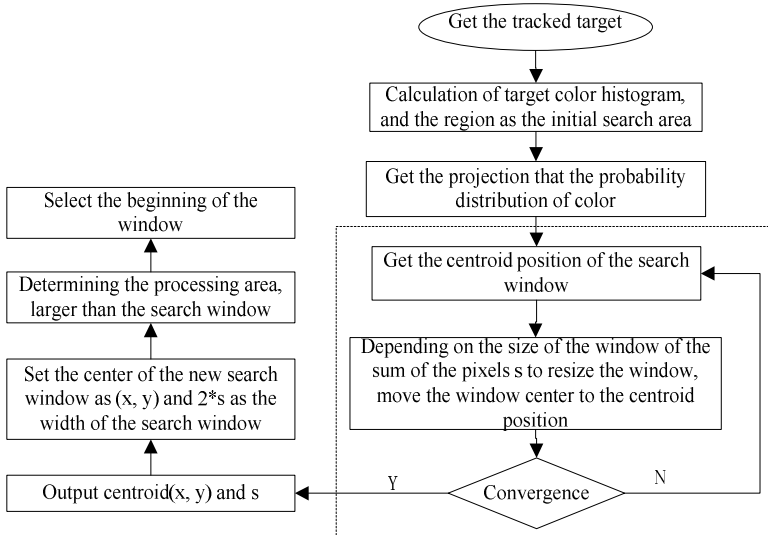 Get the tracked target
Calculation of target color histogram,
and the region as the initial search area
Get the projection that the probability
distribution of color
Get the centroid position of the search
window
Depending on the size of the window of the
sum of the pixels s to resize the window,
move the window center to the centroid
position
Convergence
N
Y
Output centroid(x, y) and s
Set the center of the new search
window as (x, y) and 2*s as the
width of the search window
Determining the processing area,
larger than the search window
Select the beginning of the
window